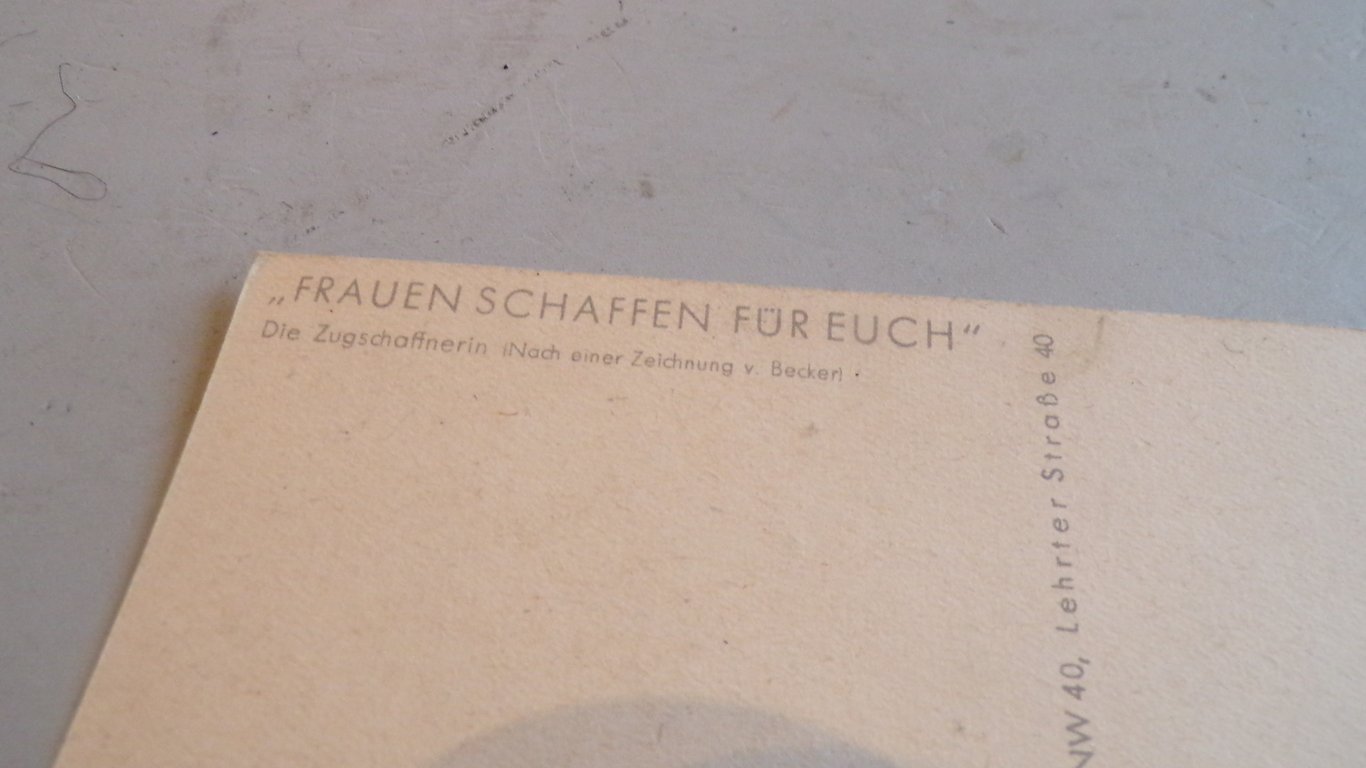 „FRAUEN SCHAFFEN FÜR EUCH“
Die Zugschaffnerin (Nach einer Zeichnung v. Becker) ·
NW 40, Lehrter Straße 40